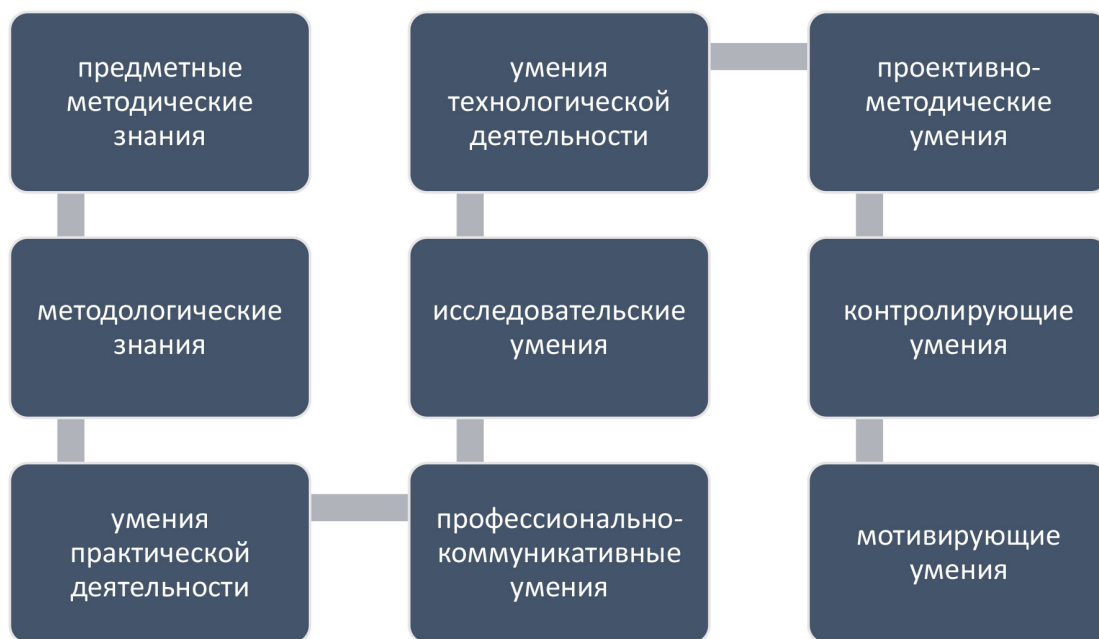 предметные
методические
знания
методологические
знания
умения
практической
деятельности
профессионально-
коммуникативные
умения
исследовательские
умения
умения
технологической
деятельности
проективно-
методические
умения
контролирующие
умения
мотивирующие
умения